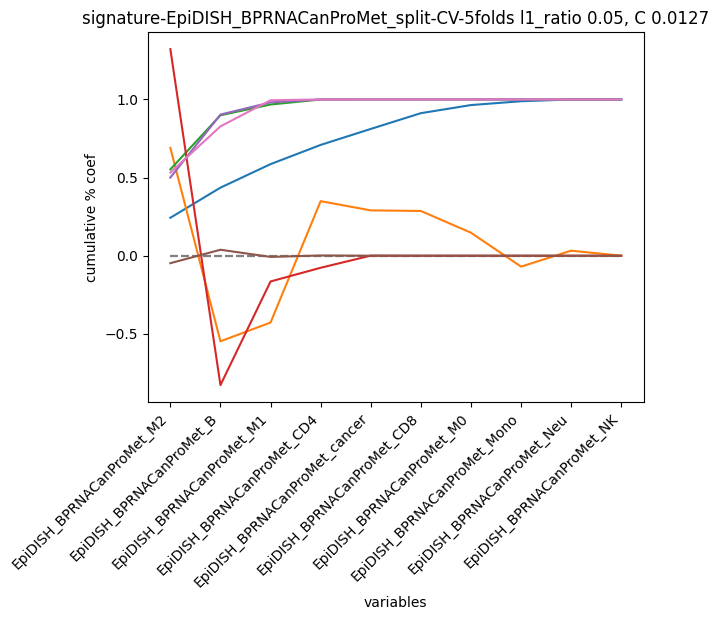 signature-EpiDISH_BPRNACanProMet_split-CV-5folds l1_ratio 0.05, C 0.0127
1.0
0.5
0.0
−0.5
cumulative % coef
EpiDISH_BPRNACanProMet_M2
EpiDISH_BPRNACanProMet_B
EpiDISH_BPRNACanProMet_M1
EpiDISH_BPRNACanProMet_CD4
EpiDISH_BPRNACanProMet_cancer
EpiDISH_BPRNACanProMet_CD8
EpiDISH_BPRNACanProMet_M0
EpiDISH_BPRNACanProMet_Mono
EpiDISH_BPRNACanProMet_Neu
EpiDISH_BPRNACanProMet_NK
variables